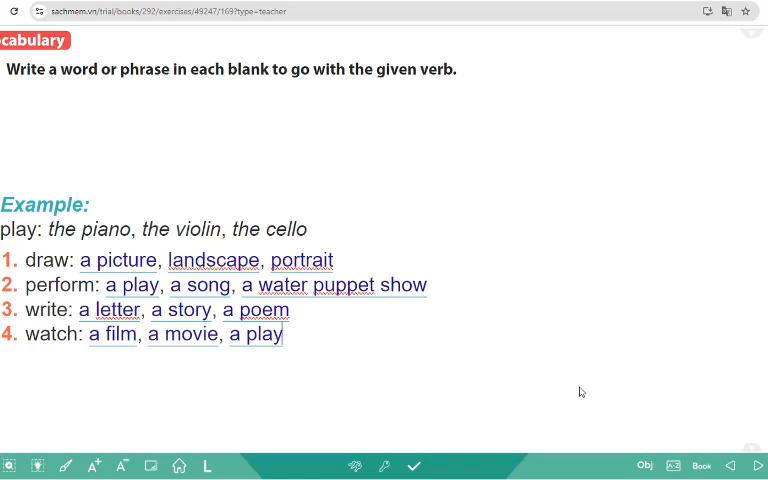 sachmem.vn/trial/books/292/exercises/49247/169?type=teacher
cabulary
Write a word or phrase in each blank to go with the given verb.
Example:
play: the piano, the violin, the cello
1. draw: a picture, landscape, portrait
2. perform: a play, a song, a water puppet show
3. write: a letter, a story, a poem
4. watch: a film, a movie, a play
A+ A- L Obj A-Z Book